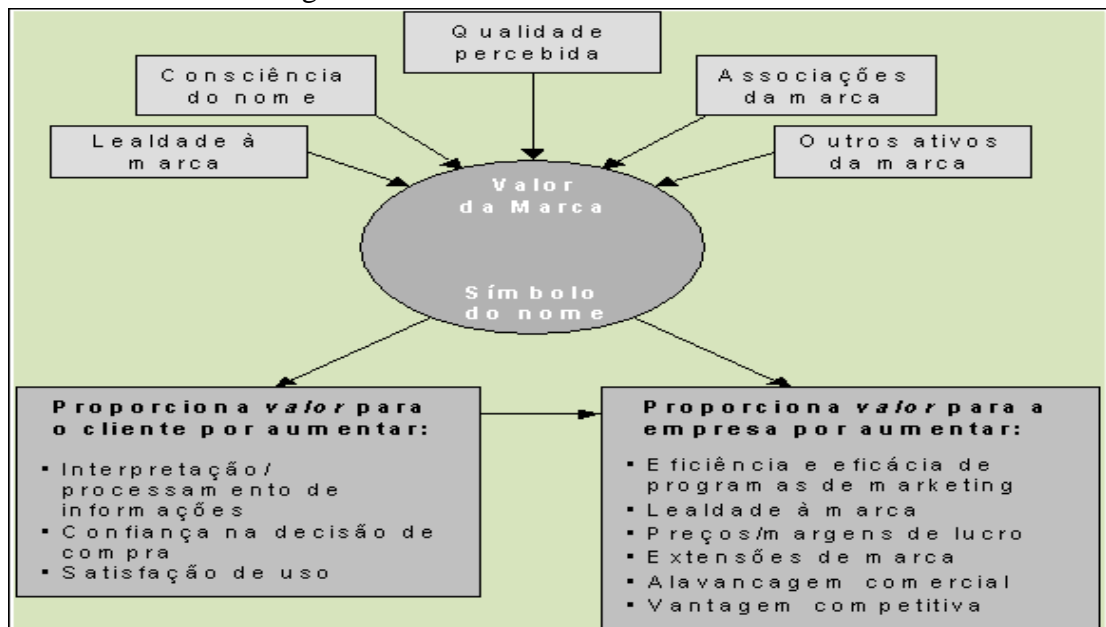 Qualidade
percebida
Consciência
do nome
Associações
da marca
Lealdade à
marca
Outros ativos
da marca
Valor
da Marca
Símbolo
do nome
Proporciona valor para
o cliente por aumentar:
▪ Interpretação/
processamento de
informações
▪ Confiança na decisão de
compra
▪ Satisfação de uso
Proporciona valor para a
empresa por aumentar:
▪ Eficiência e eficácia de
programas de marketing
▪ Lealdade à marca
▪ Preços/margens de lucro
▪ Extensões de marca
▪ Alavancagem comercial
▪ Vantagem competitiva